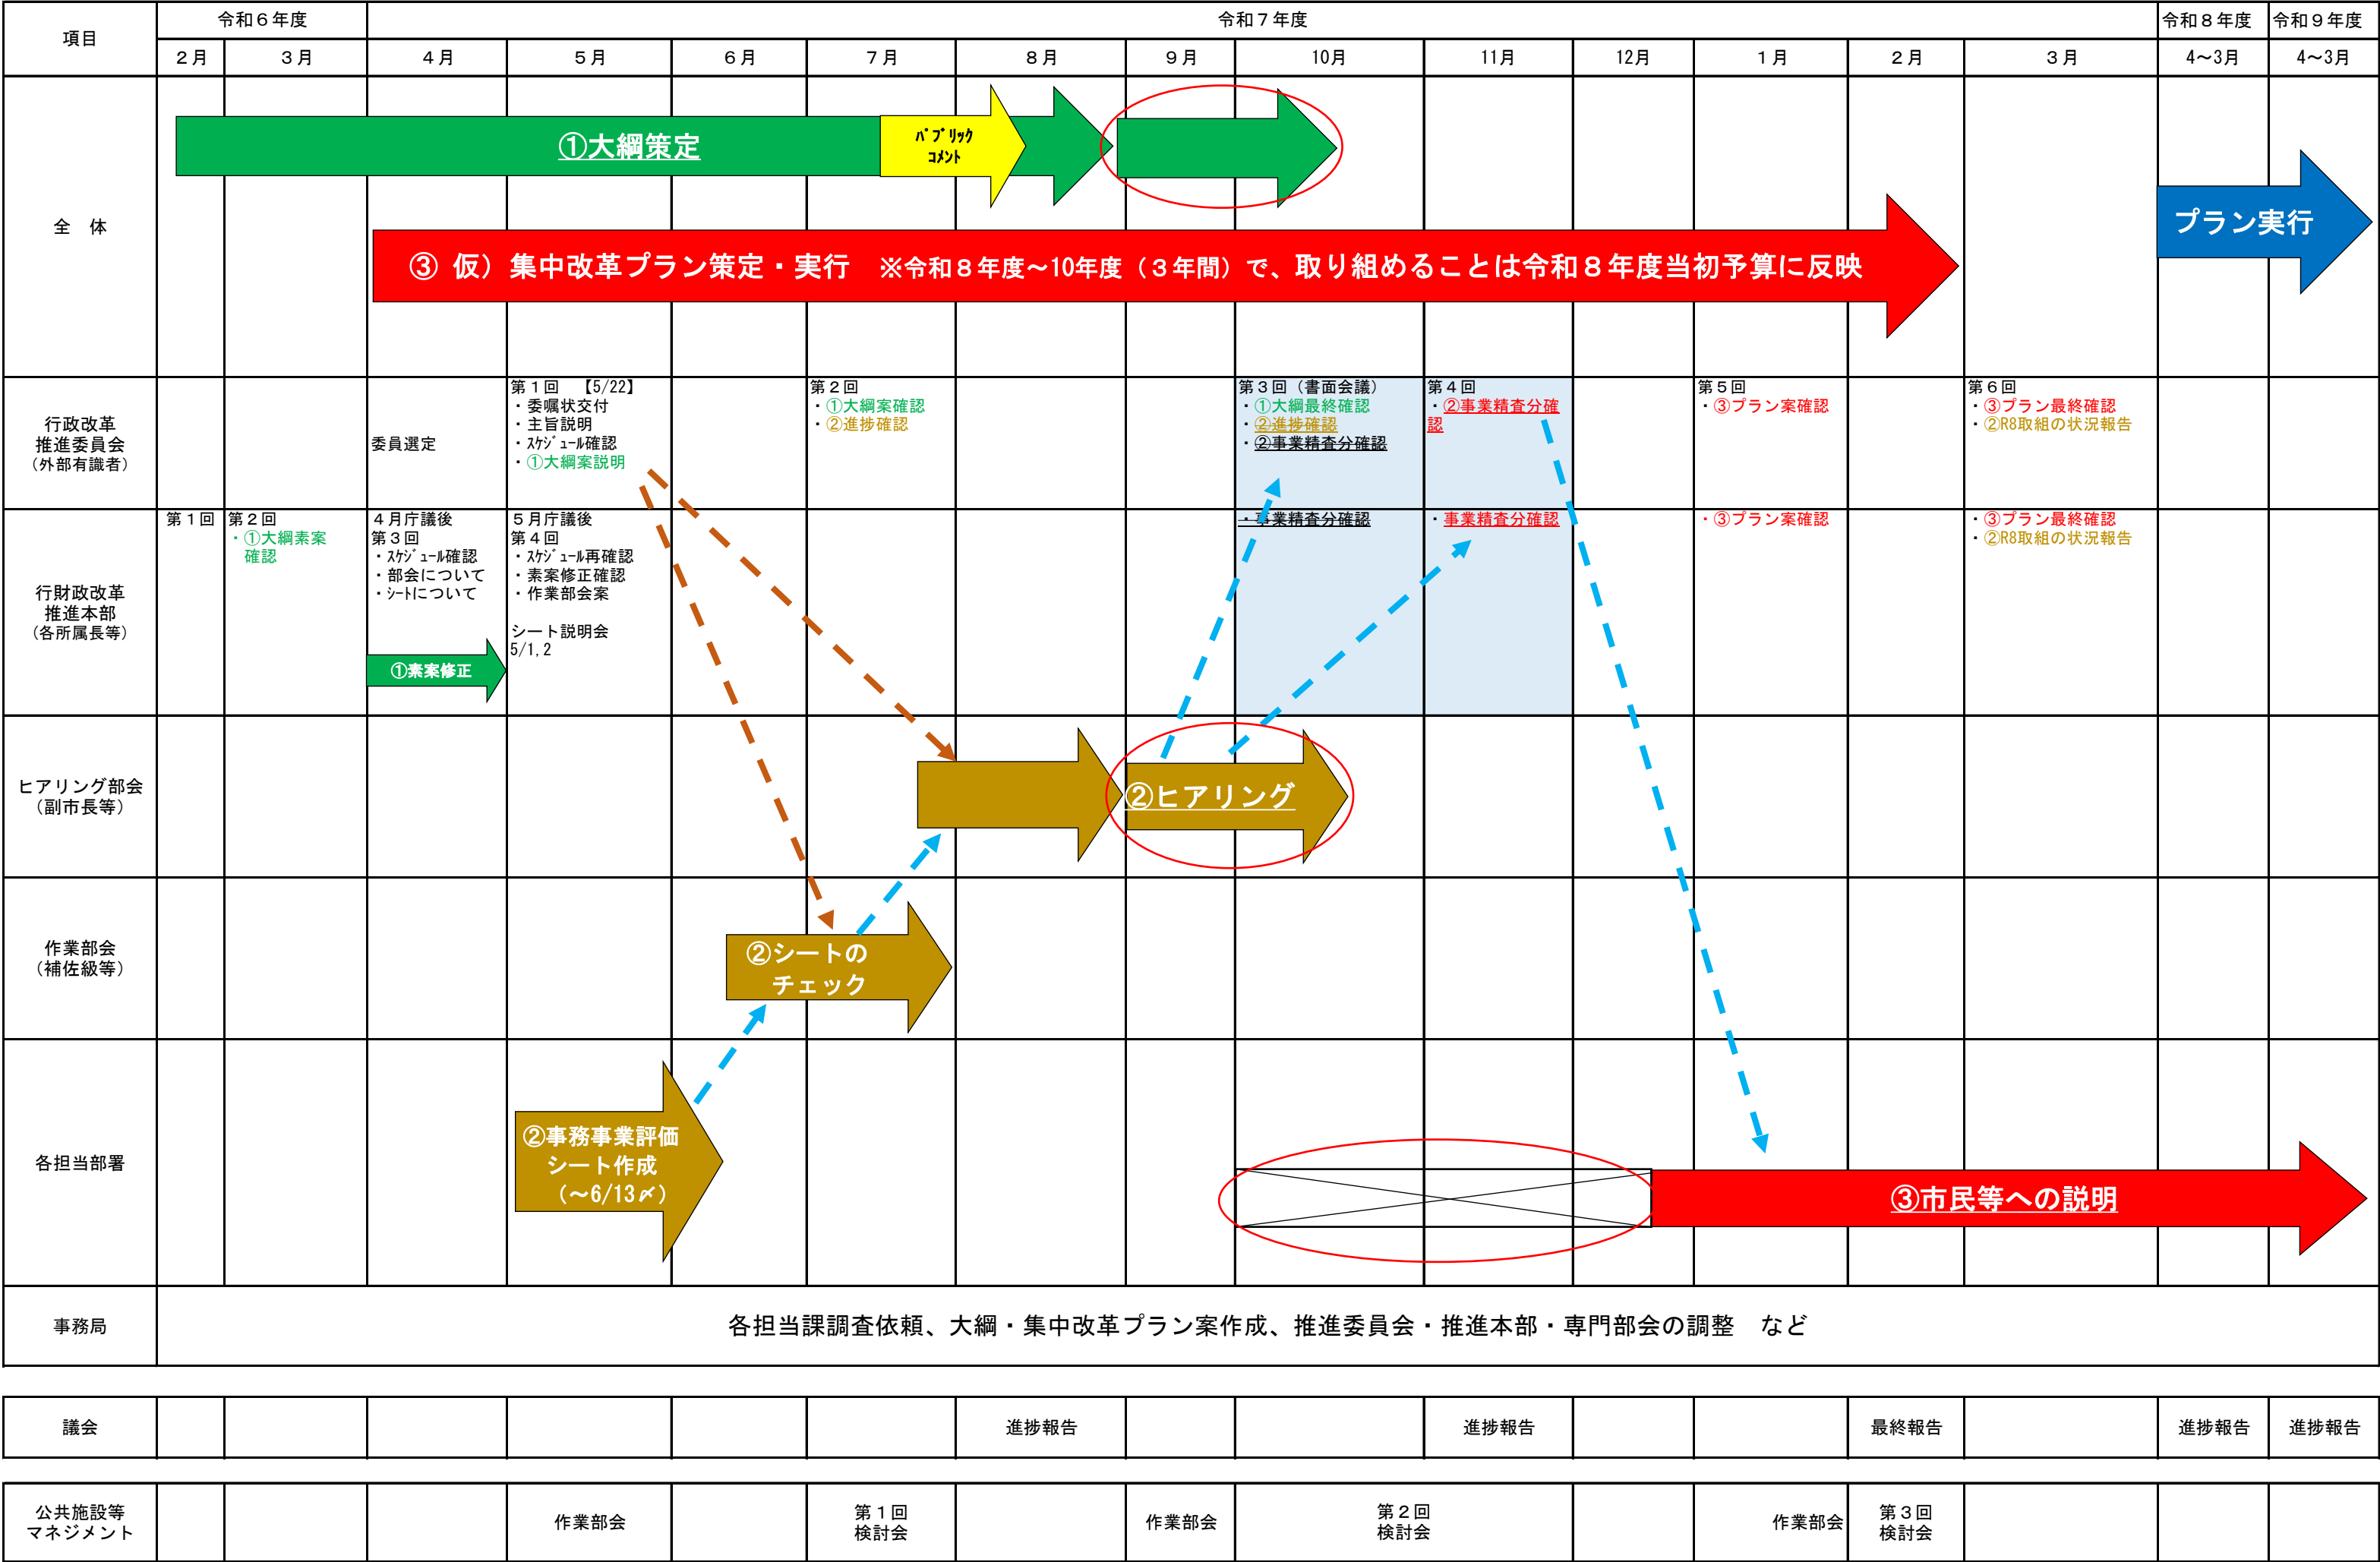 項目
令和６年度
令和７年度
令和８年度
令和９年度
２月
３月
４月
５月
６月
７月
８月
９月
10月
11月
12月
１月
２月
３月
4～3月
4～3月
全　体
①大綱策定
ﾊﾟﾌﾞﾘｯｸ
ｺﾒﾝﾄ
③ 仮）集中改革プラン策定・実行　※令和８年度～10年度（３年間）で、取り組めることは令和８年度当初予算に反映
プラン実行
行政改革
推進委員会
（外部有識者）
委員選定
第１回　【5/22】
・委嘱状交付
・主旨説明
・ｽｹｼﾞｭｰﾙ確認
・①大綱案説明
第２回
・①大綱案確認
・②進捗確認
第３回（書面会議）
・①大綱最終確認
・②進捗確認
・②事業精査分確認
第４回
・②事業精査分確
認
第５回
・③プラン案確認
第６回
・③プラン最終確認
・②R8取組の状況報告
行財政改革
推進本部
（各所属長等）
第１回
第２回
・①大綱素案
確認
４月庁議後
第３回
・ｽｹｼﾞｭｰﾙ確認
・部会について
・ｼｰﾄについて
①素案修正
５月庁議後
第４回
・ｽｹｼﾞｭｰﾙ再確認
・素案修正確認
・作業部会案
シート説明会
5/1,2
・事業精査分確認
・事業精査分確認
・③プラン案確認
・③プラン最終確認
・②R8取組の状況報告
ヒアリング部会
（副市長等）
②ヒアリング
作業部会
（補佐級等）
②シートの
チェック
各担当部署
②事務事業評価
シート作成
（～6/13〆）
③市民等への説明
事務局
各担当課調査依頼、大綱・集中改革プラン案作成、推進委員会・推進本部・専門部会の調整　など
議会
進捗報告
進捗報告
最終報告
進捗報告
進捗報告
公共施設等
マネジメント
作業部会
第１回
検討会
作業部会
第２回
検討会
作業部会
第３回
検討会